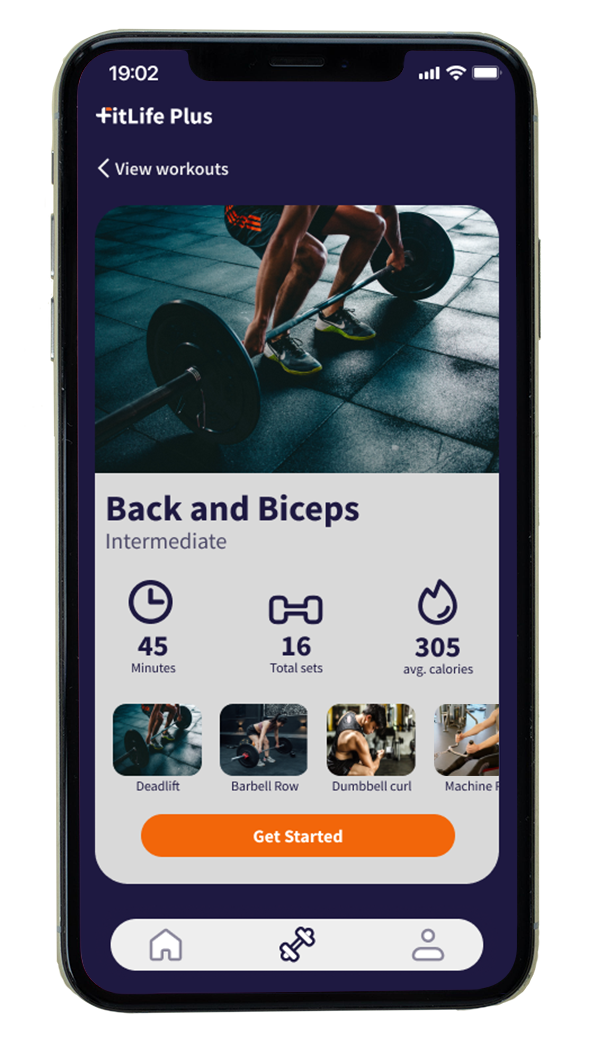 19:02
FitLife Plus
View workouts
Back and Biceps
Intermediate
45
16
305
Minutes
Total sets
avg. calories
Deadlift
Barbell Row
Dumbbell curl
Machine
Get Started